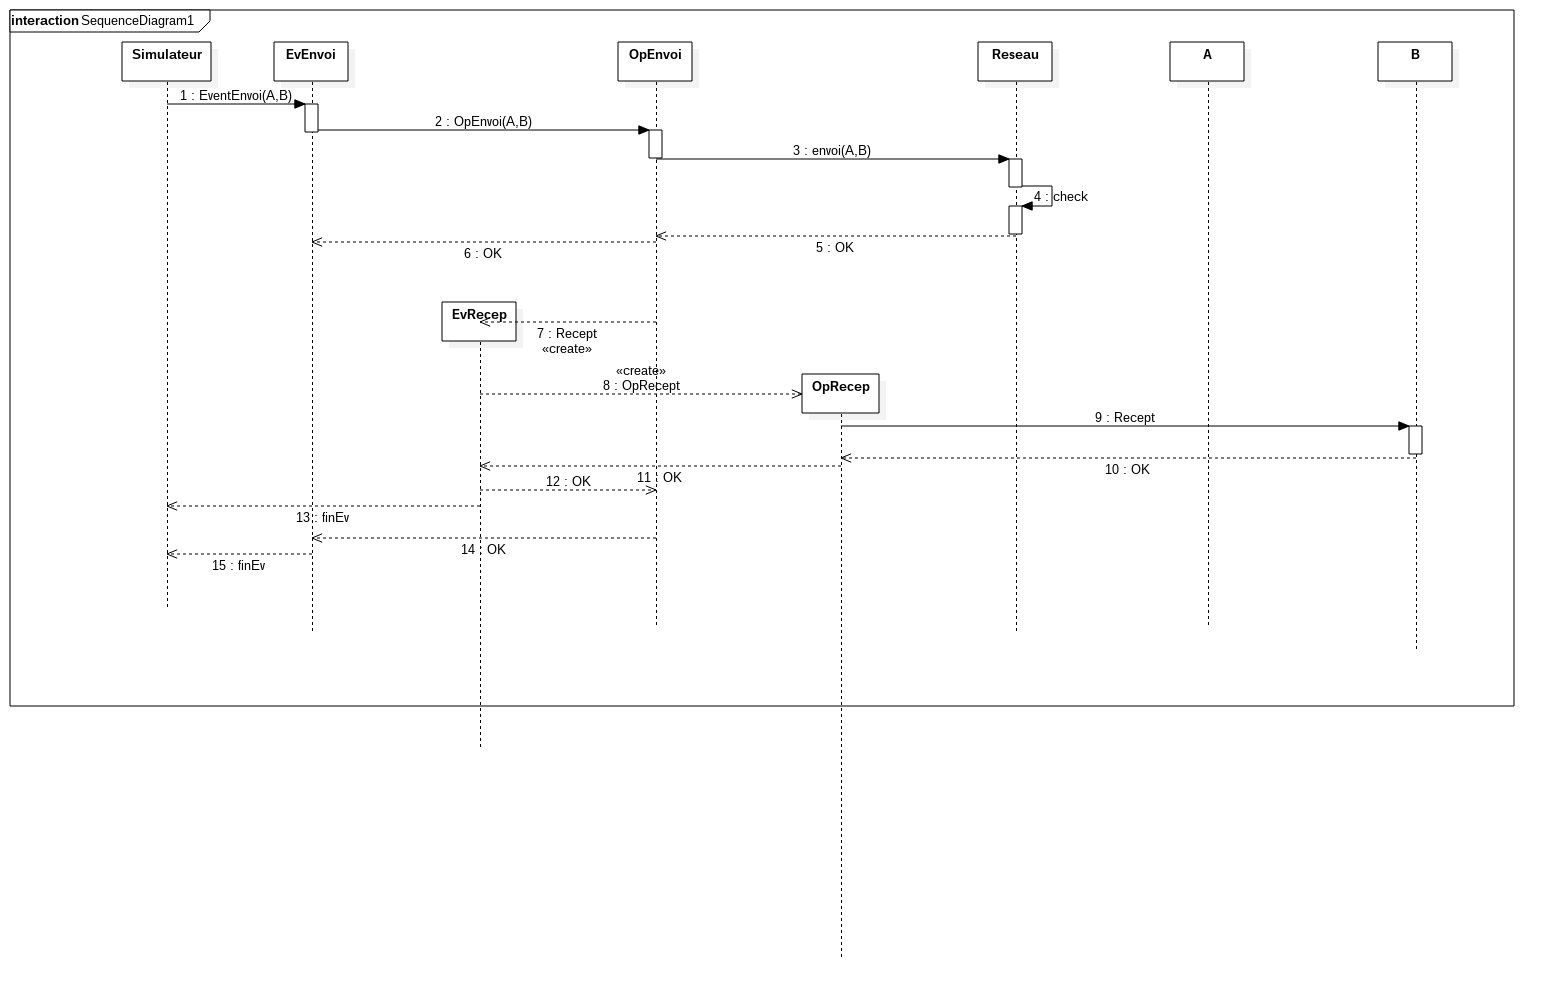 interaction SequenceDiagram1
Simulateur
EvEnvoi
OpEnvoi
Reseau
A
B
1 : EventEnvoi(A,B)
2 : OpEnvoi(A,B)
3 : envoi(A,B)
4 : check
5 : OK
6 : OK
EvRecep
7 : Recept
«create»
«create»
8 : OpRecept
OpRecep
9 : Recept
10 : OK
11 : OK
12 : OK
13 : finEv
14 : OK
15 : finEv